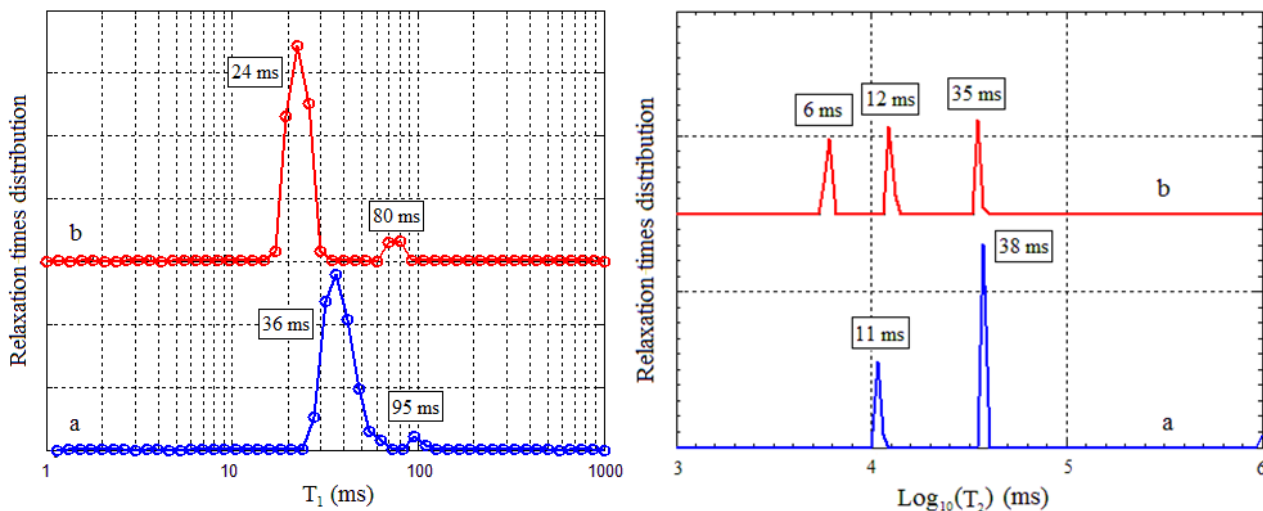 Relaxation times distribution
24 ms
80 ms
b
36 ms
95 ms
a
1
10
100
1000
T₁ (ms)
Relaxation times distribution
6 ms
12 ms
35 ms
b
38 ms
11 ms
a
3
4
5
6
Log₁₀(T₂) (ms)